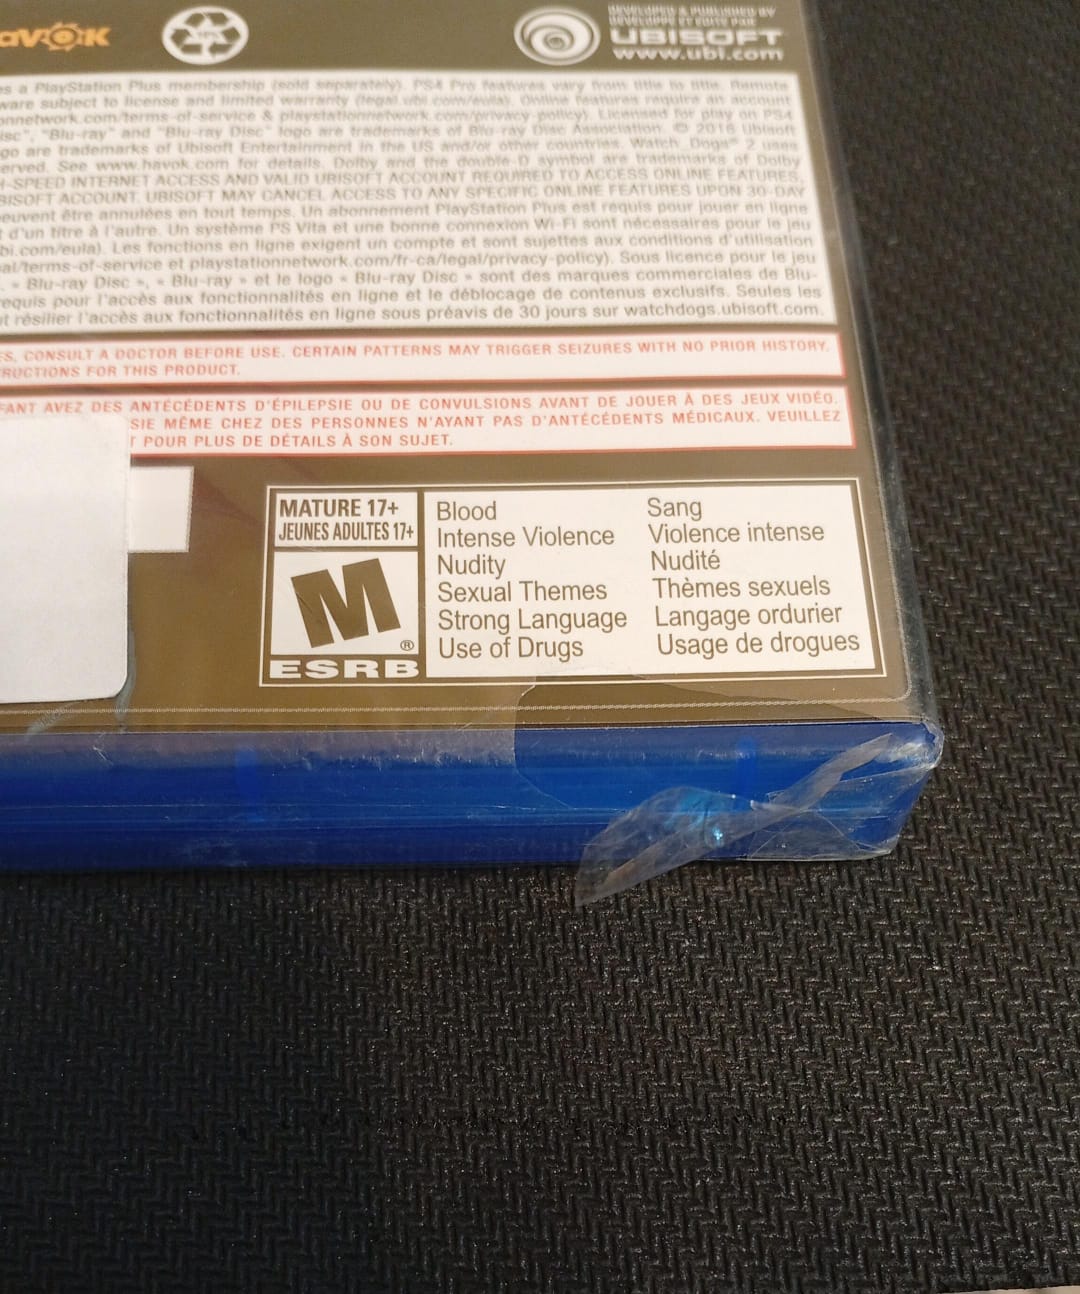 avok
DEVELOPED & PUBLISHED BY
DÉVELOPPÉ ET ÉDITÉ PAR
UBISOFT
www.ubi.com
es a PlayStation Plus membership (sold separately). PS4 Pro features vary from title to title. Remote
ware subject to license and limited warranty (legal.ubi.com/eula). Online features require an account
onnetwork.com/terms-of-service & playstationnetwork.com/privacy-policy). Licensed for play on PS4
isc", "Blu-ray" and "Blu-ray Disc" logo are trademarks of Blu-ray Disc Association. © 2016 Ubisoft
go are trademarks of Ubisoft Entertainment in the US and/or other countries. Watch_Dogs® 2 uses
erved. See www.havok.com for details. Dolby and the double-D symbol are trademarks of Dolby
H-SPEED INTERNET ACCESS AND VALID UBISOFT ACCOUNT REQUIRED TO ACCESS ONLINE FEATURES,
BISOFT ACCOUNT. UBISOFT MAY CANCEL ACCESS TO ANY SPECIFIC ONLINE FEATURES UPON 30-DAY
peuvent être annulées en tout temps. Un abonnement PlayStation Plus est requis pour jouer en ligne
t d'un titre à l'autre. Un système PS Vita et une bonne connexion Wi-Fi sont nécessaires pour le jeu
bi.com/eula). Les fonctions en ligne exigent un compte et sont sujettes aux conditions d'utilisation
al/terms-of-service et playstationnetwork.com/fr-ca/legal/privacy-policy). Sous licence pour le jeu
. « Blu-ray Disc », « Blu-ray » et le logo « Blu-ray Disc » sont des marques commerciales de Blu-
requis pour l'accès aux fonctionnalités en ligne et le déblocage de contenus exclusifs. Seules les
t résilier l'accès aux fonctionnalités en ligne sous préavis de 30 jours sur watchdogs.ubisoft.com.
ES, CONSULT A DOCTOR BEFORE USE. CERTAIN PATTERNS MAY TRIGGER SEIZURES WITH NO PRIOR HISTORY.
RUCTIONS FOR THIS PRODUCT.
FANT AVEZ DES ANTÉCÉDENTS D'ÉPILEPSIE OU DE CONVULSIONS AVANT DE JOUER À DES JEUX VIDÉO.
SIE MÊME CHEZ DES PERSONNES N'AYANT PAS D'ANTÉCÉDENTS MÉDICAUX. VEUILLEZ
T POUR PLUS DE DÉTAILS À SON SUJET.
MATURE 17+
JEUNES ADULTES 17+
M®
ESRB
Blood
Intense Violence
Nudity
Sexual Themes
Strong Language
Use of Drugs
Sang
Violence intense
Nudité
Thèmes sexuels
Langage ordurier
Usage de drogues